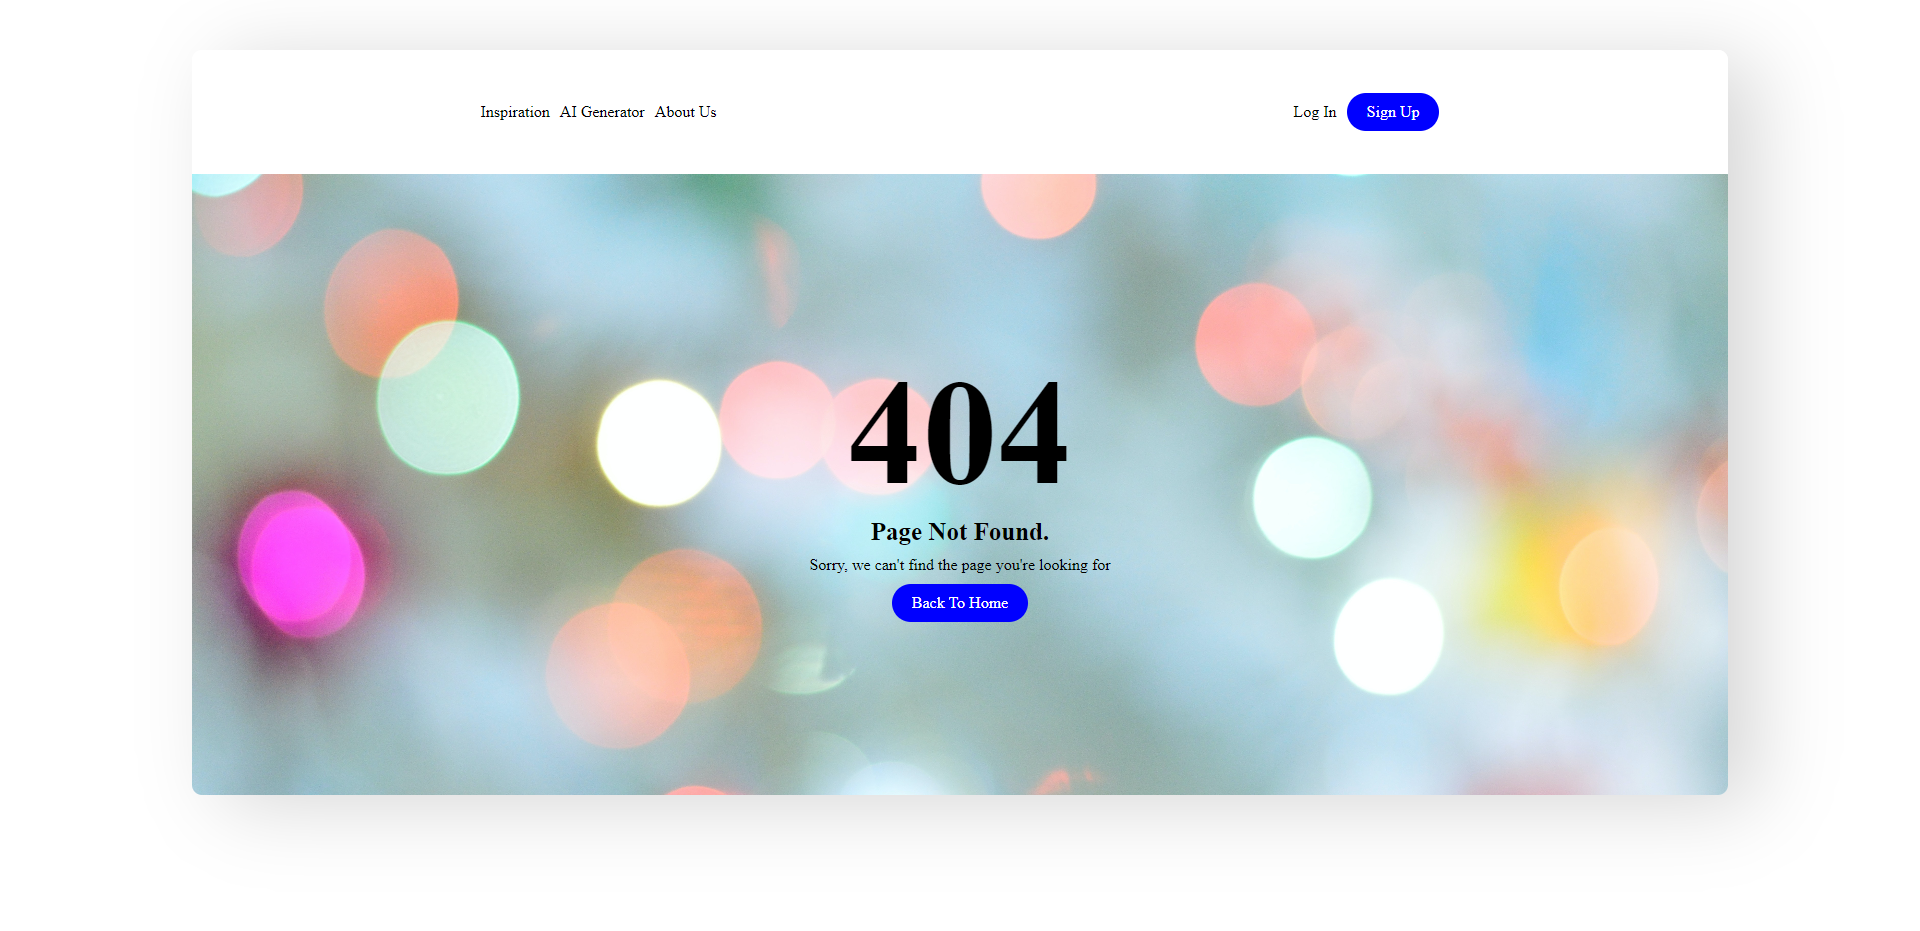 Inspiration AI Generator About Us Log In Sign Up
404
Page Not Found.
Sorry, we can't find the page you're looking for
Back To Home